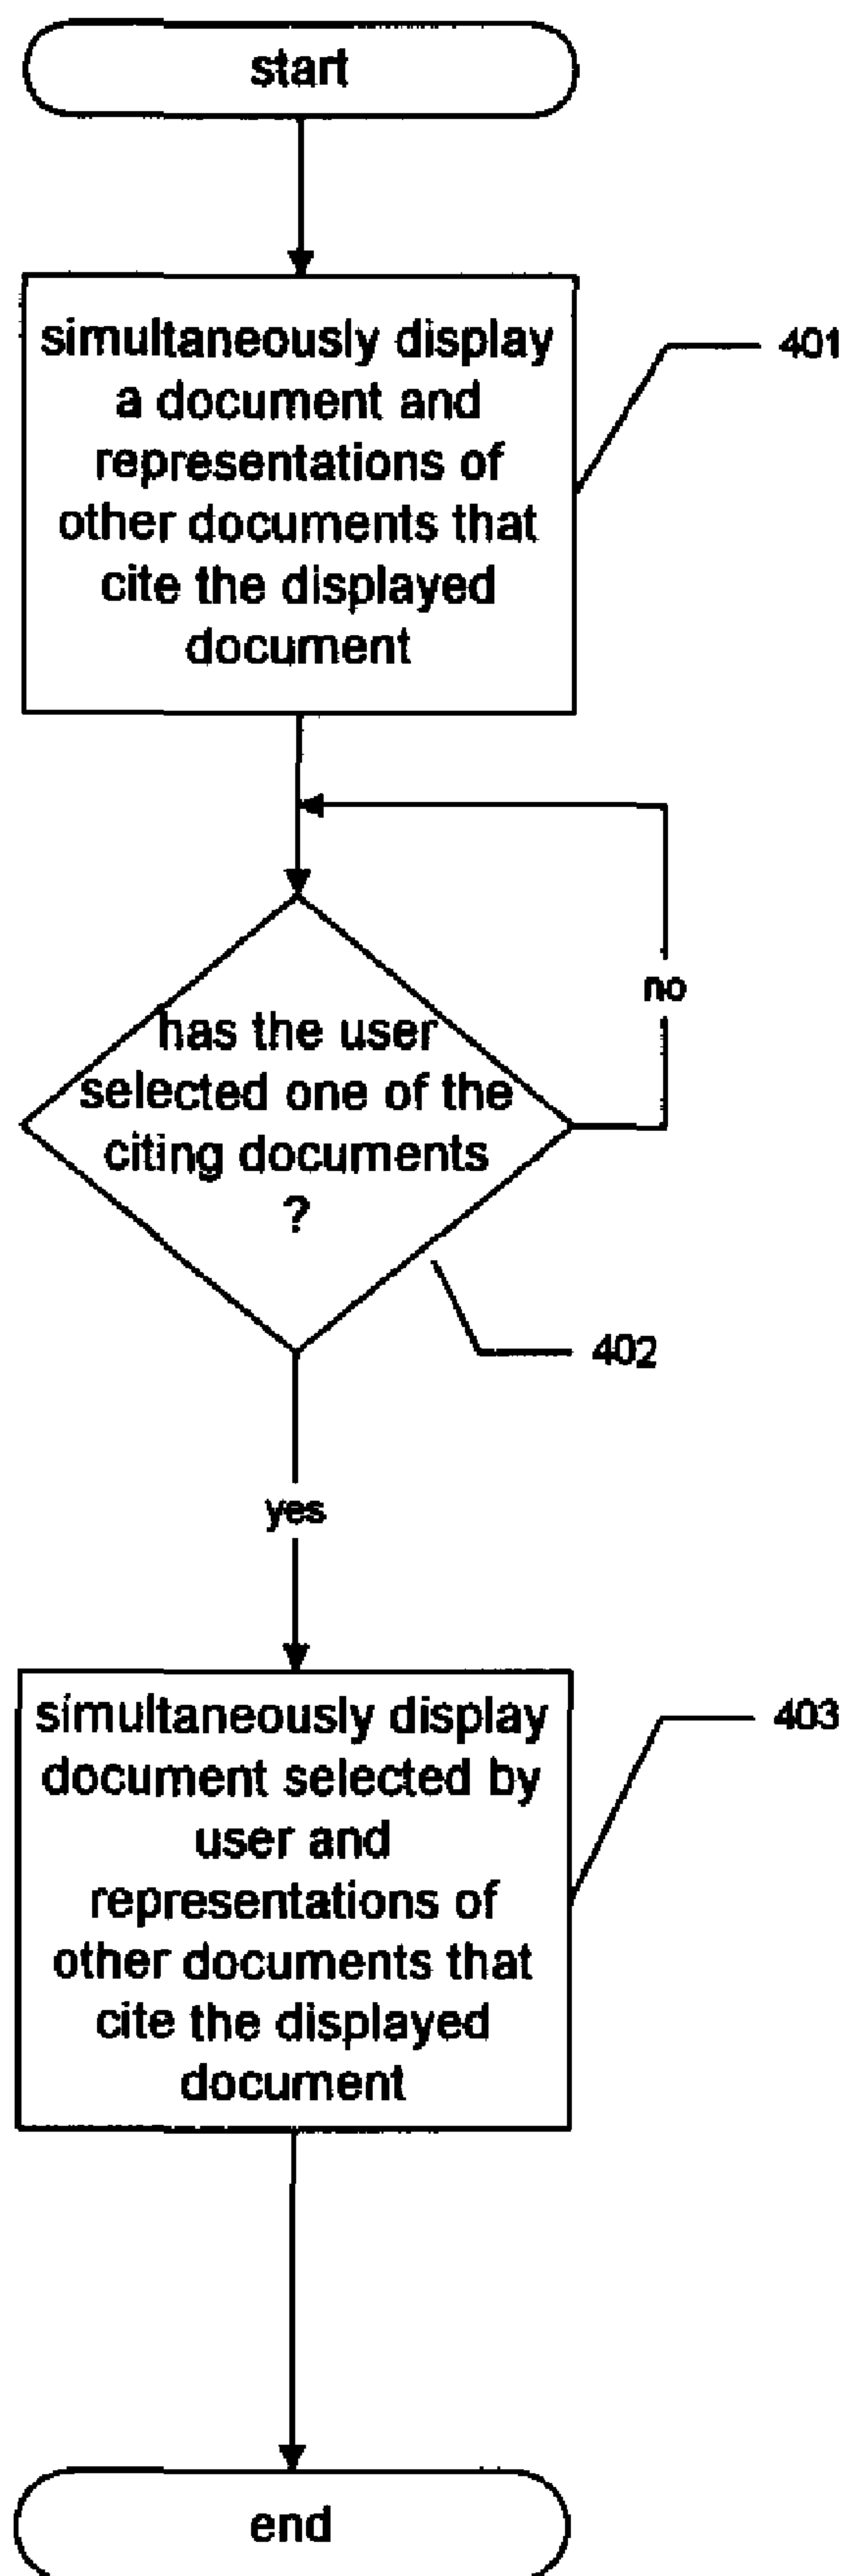 start
simultaneously display
a document and
representations of
other documents that
cite the displayed
document
401
no
has the user
selected one of the
citing documents
?
402
yes
simultaneously display
document selected by
user and
representations of
other documents that
cite the displayed
document
403
end